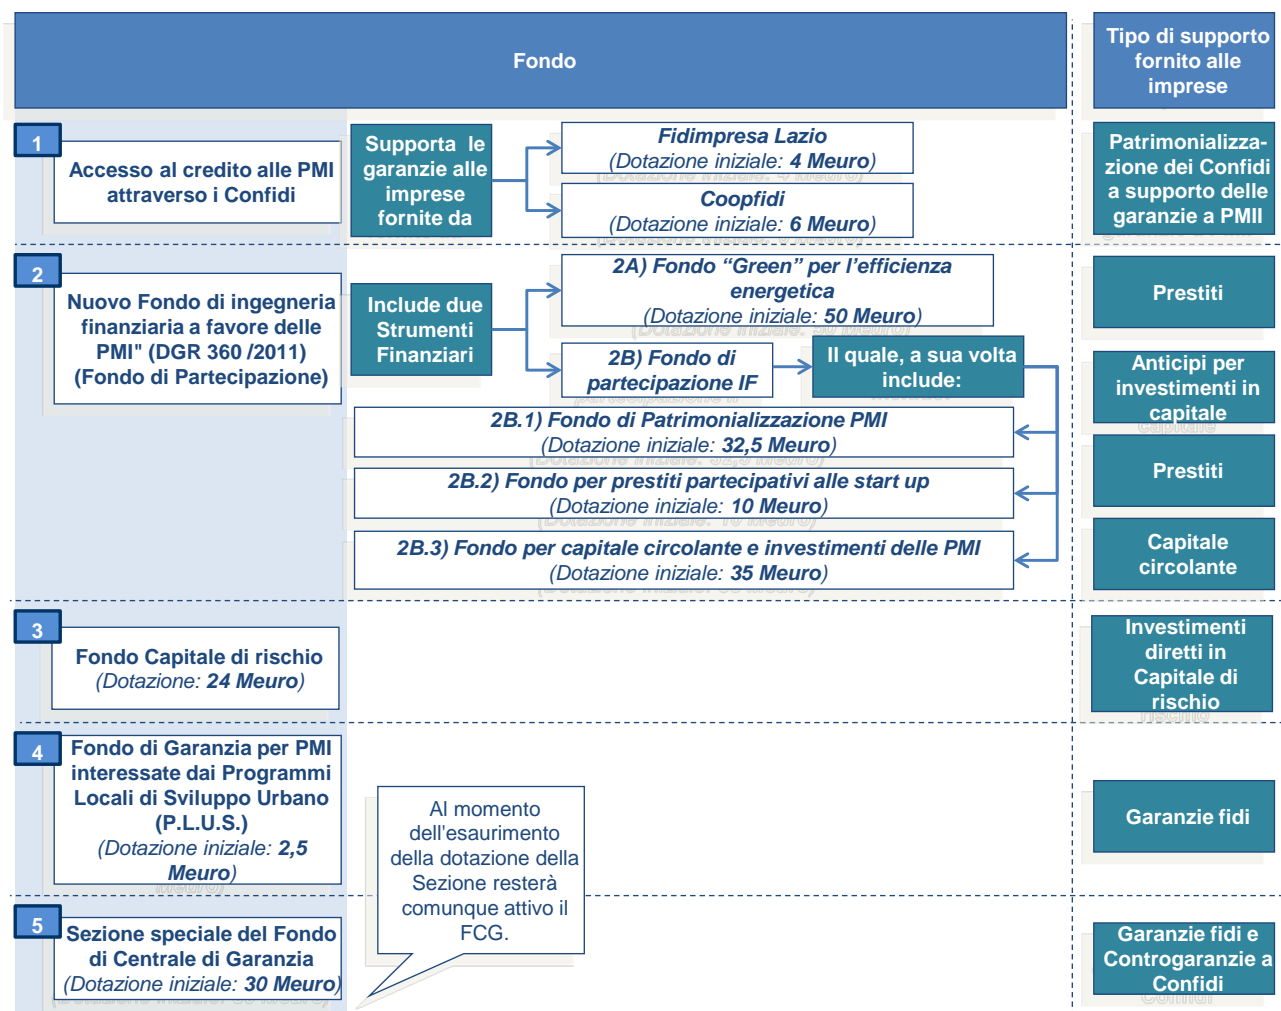 Fondo
Tipo di supporto
fornito alle
imprese
1
Accesso al credito alle PMI
attraverso i Confidi
Supporta le
garanzie alle
imprese
fornite da
Fidimpresa Lazio
(Dotazione iniziale: 4 Meuro)
Coopfidi
(Dotazione iniziale: 6 Meuro)
Patrimonializza-
zione dei Confidi
a supporto delle
garanzie a PMII
2
Nuovo Fondo di ingegneria
finanziaria a favore delle
PMI" (DGR 360 /2011)
(Fondo di Partecipazione)
Include due
Strumenti
Finanziari
2A) Fondo “Green” per l’efficienza
energetica
(Dotazione iniziale: 50 Meuro)
Prestiti
2B) Fondo di
partecipazione IF
Il quale, a sua volta
include:
Anticipi per
investimenti in
capitale
2B.1) Fondo di Patrimonializzazione PMI
(Dotazione iniziale: 32,5 Meuro)
2B.2) Fondo per prestiti partecipativi alle start up
(Dotazione iniziale: 10 Meuro)
Prestiti
2B.3) Fondo per capitale circolante e investimenti delle PMI
(Dotazione iniziale: 35 Meuro)
Capitale
circolante
3
Fondo Capitale di rischio
(Dotazione: 24 Meuro)
Investimenti
diretti in
Capitale di
rischio
4
Fondo di Garanzia per PMI
interessate dai Programmi
Locali di Sviluppo Urbano
(P.L.U.S.)
(Dotazione iniziale: 2,5
Meuro)
Garanzie fidi
Al momento
dell'esaurimento
della dotazione della
Sezione resterà
comunque attivo il
FCG.
5
Sezione speciale del Fondo
di Centrale di Garanzia
(Dotazione iniziale: 30 Meuro)
Garanzie fidi e
Controgaranzie a
Confidi